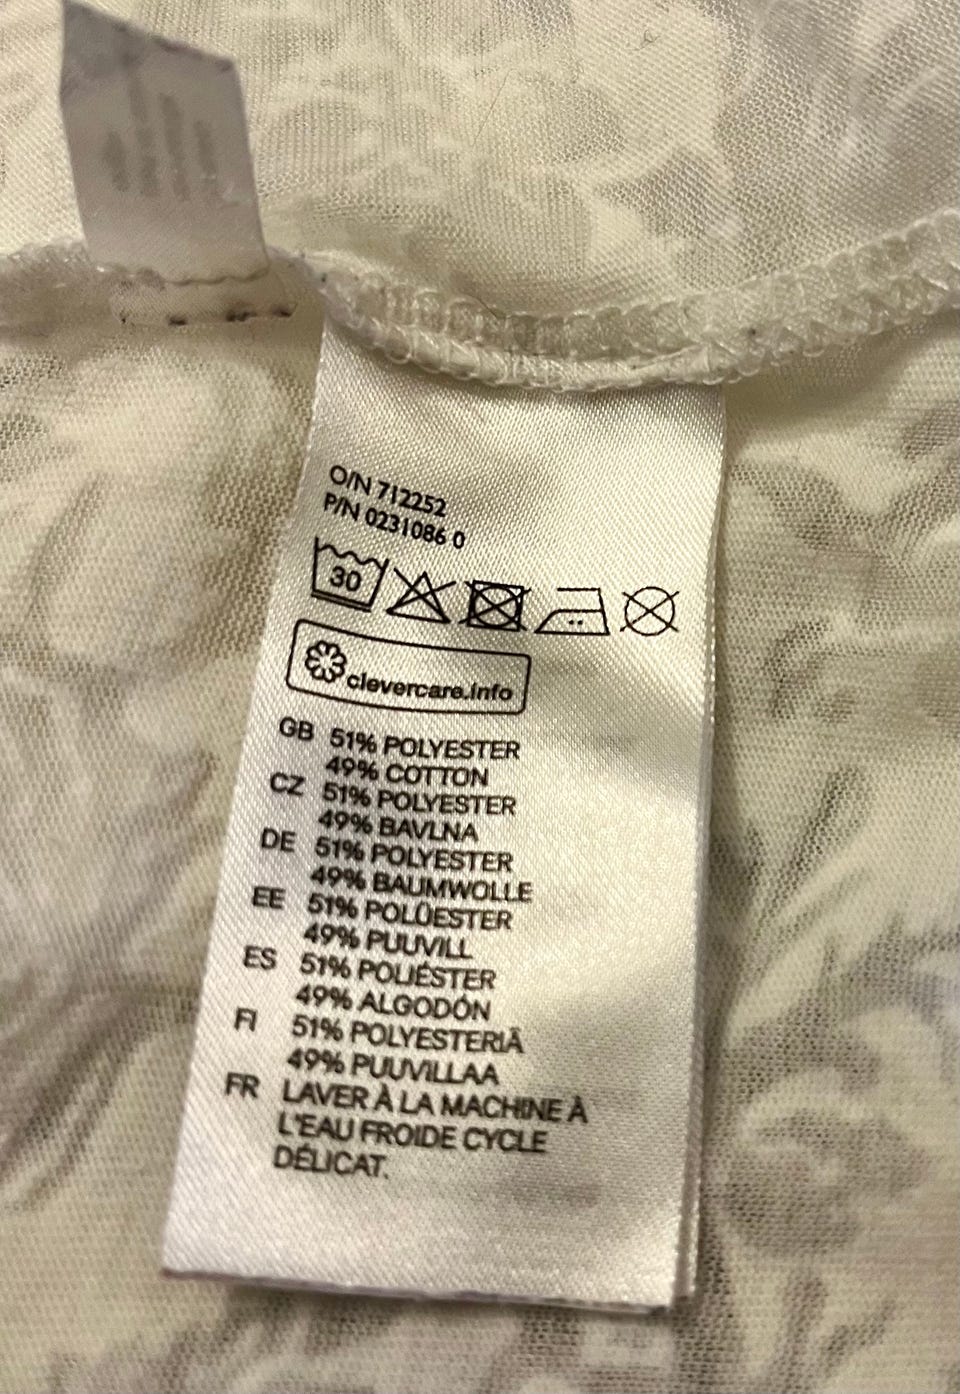 O/N 712252
P/N 0231086 0
30
clevercare.info
GB 51% POLYESTER
49% COTTON
CZ 51% POLYESTER
49% BAVLNA
DE 51% POLYESTER
49% BAUMWOLLE
EE 51% POLÜESTER
49% PUUVILL
ES 51% POLIÉSTER
49% ALGODÓN
FI 51% POLYESTERIÄ
49% PUUVILLAA
FR LAVER À LA MACHINE À
L'EAU FROIDE CYCLE
DÉLICAT.